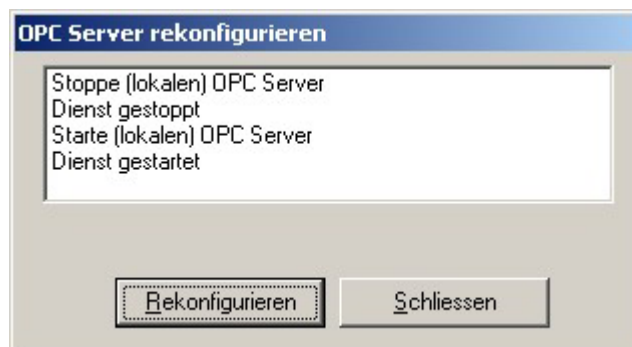 OPC Server rekonfigurieren
Stoppe (lokalen) OPC Server
Dienst gestoppt
Starte (lokalen) OPC Server
Dienst gestartet
Rekonfigurieren
Schliessen